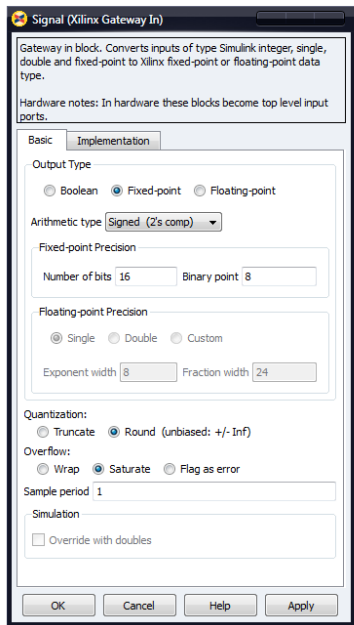 Signal (Xilinx Gateway In)
Gateway in block. Converts inputs of type Simulink integer, single,
double and fixed-point to Xilinx fixed-point or floating-point data
type.
Hardware notes: In hardware these blocks become top level input
ports.
Basic Implementation
Output Type
Boolean Fixed-point Floating-point
Arithmetic type Signed (2's comp)
Fixed-point Precision
Number of bits 16 Binary point 8
Floating-point Precision
Single Double Custom
Exponent width 8 Fraction width 24
Quantization:
Truncate Round (unbiased: +/- Inf)
Overflow:
Wrap Saturate Flag as error
Sample period 1
Simulation
Override with doubles
OK Cancel Help Apply